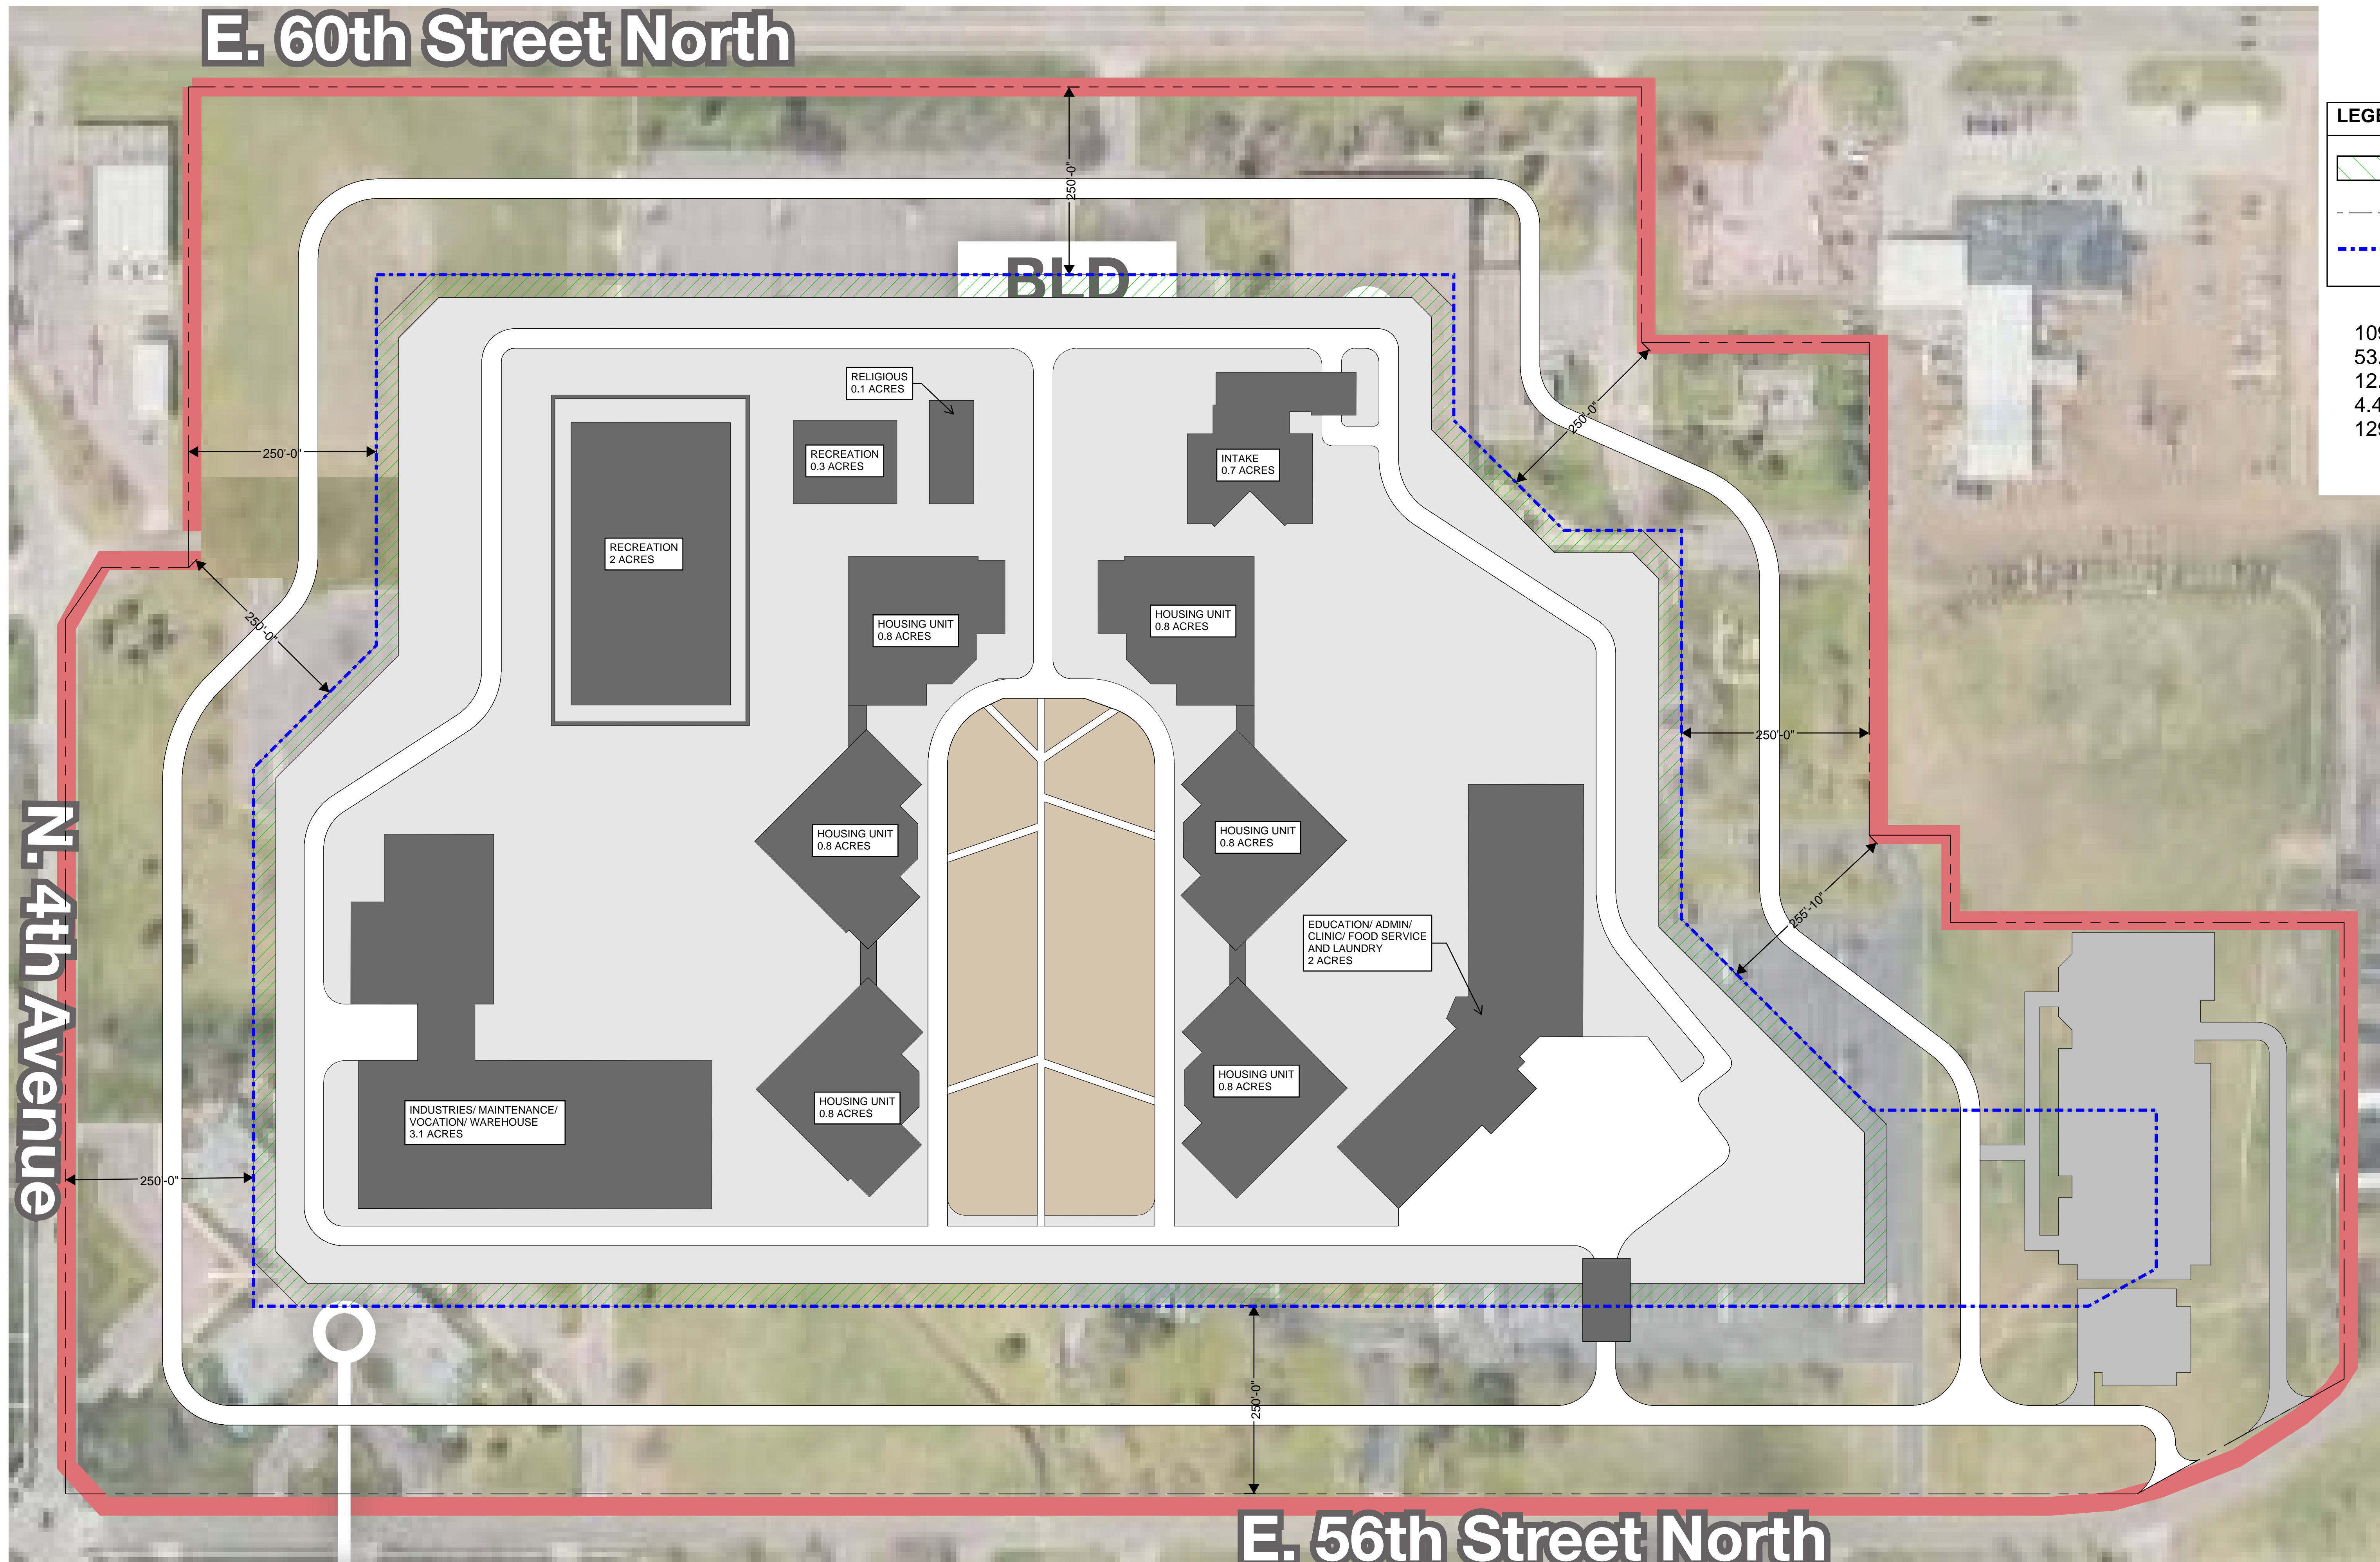 E. 60th Street North
250'-0"
BLD
RELIGIOUS
0.1 ACRES
250'-0"
250'-0"
RECREATION
0.3 ACRES
INTAKE
0.7 ACRES
RECREATION
2 ACRES
250'-0"
HOUSING UNIT
0.8 ACRES
HOUSING UNIT
0.8 ACRES
250'-0"
HOUSING UNIT
0.8 ACRES
HOUSING UNIT
0.8 ACRES
255'-10"
EDUCATION/ ADMIN/
CLINIC/ FOOD SERVICE
AND LAUNDRY
2 ACRES
N. 4th Avenue
INDUSTRIES/ MAINTENANCE/
VOCATION/ WAREHOUSE
3.1 ACRES
HOUSING UNIT
0.8 ACRES
HOUSING UNIT
0.8 ACRES
250'-0"
250'-0"
E. 56th Street North
LEGE
109
53.
12.
4.4
129